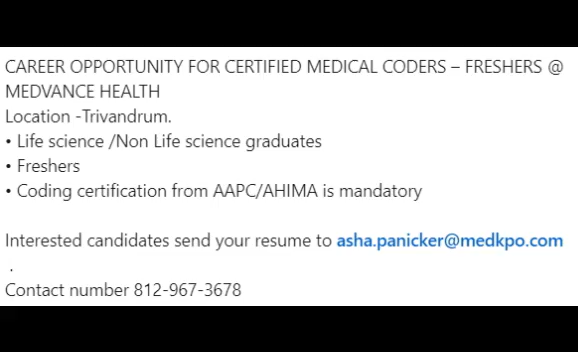 CAREER OPPORTUNITY FOR CERTIFIED MEDICAL CODERS – FRESHERS @
MEDVANCE HEALTH
Location -Trivandrum.
• Life science /Non Life science graduates
• Freshers
• Coding certification from AAPC/AHIMA is mandatory
Interested candidates send your resume to asha.panicker@medkpo.com
.
Contact number 812-967-3678